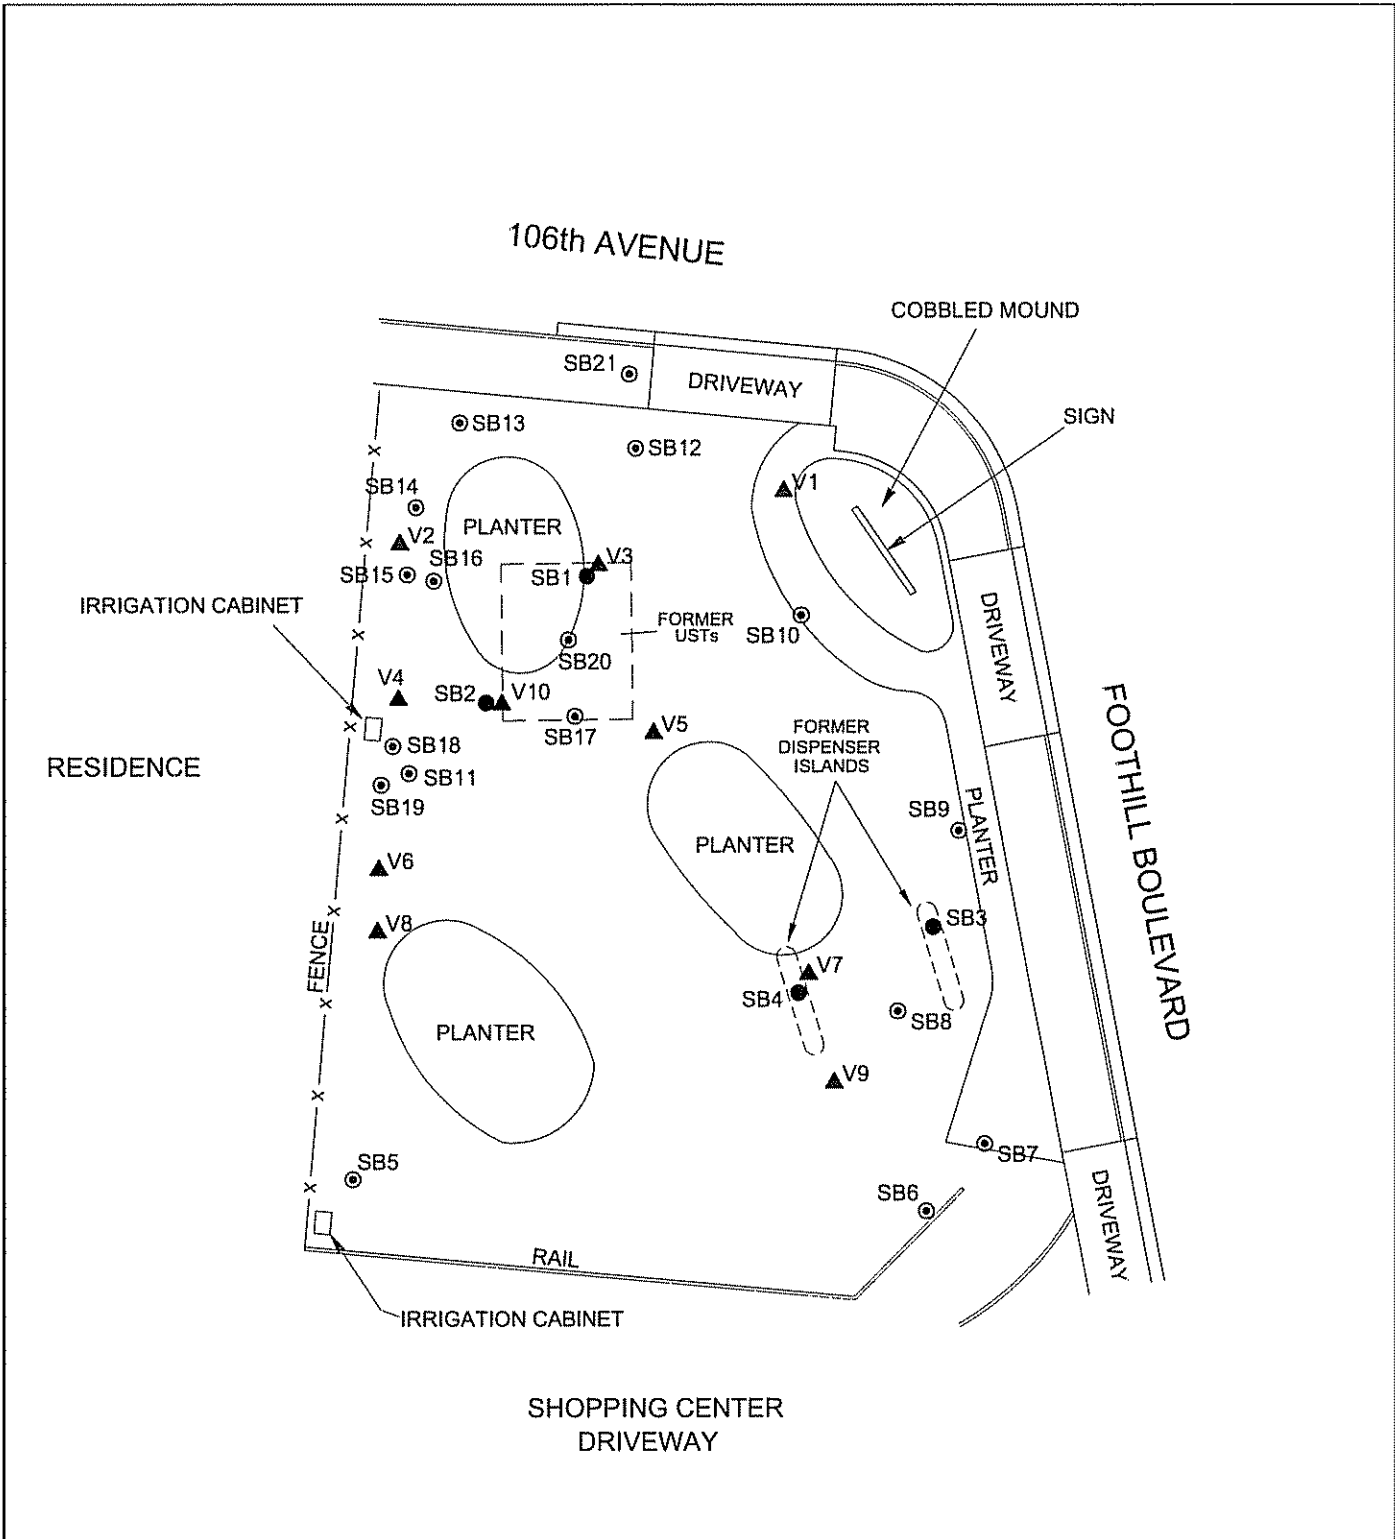 106th AVENUE
COBBLED MOUND
SB21
DRIVEWAY
SIGN
SB13
SB12
SB14
V1
PLANTER
V2
SB16
V3
SB15
SB1
IRRIGATION CABINET
FORMER
USTs
SB10
DRIVEWAY
SB20
V4
SB2
V10
FOOTHILL BOULEVARD
SB17
V5
FORMER
DISPENSER
ISLANDS
SB18
RESIDENCE
SB11
SB19
PLANTER
SB9
PLANTER
V6
SB3
V8
FENCE
V7
SB4
SB8
PLANTER
V9
SB7
SB5
SB6
DRIVEWAY
RAIL
IRRIGATION CABINET
SHOPPING CENTER
DRIVEWAY